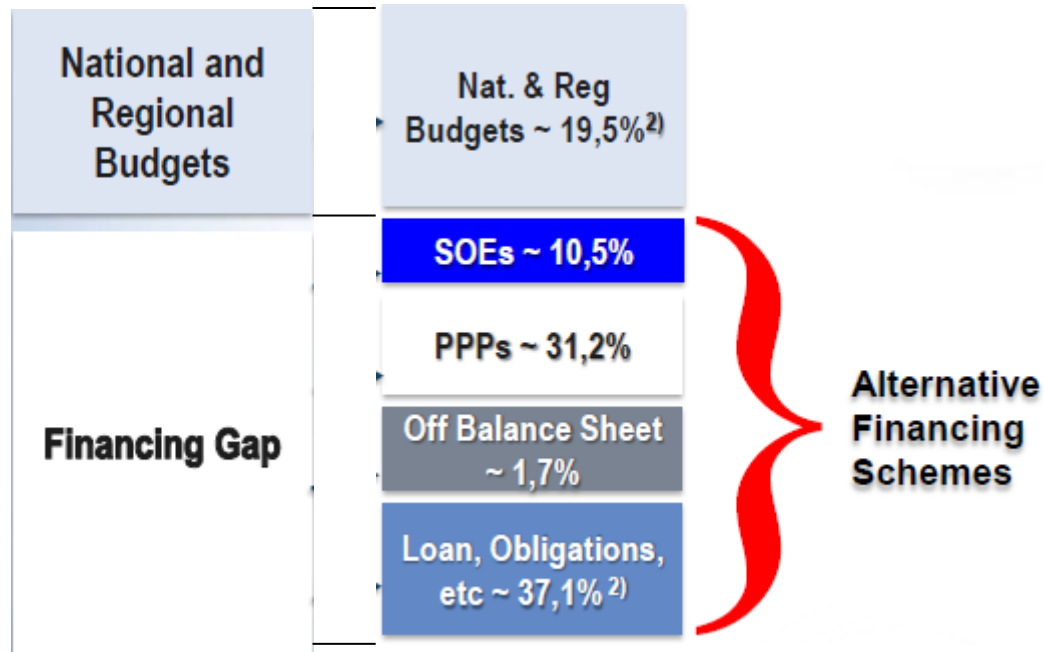 National and
Regional
Budgets
Nat. & Reg
Budgets ~ 19,5%2)
SOEs ~ 10,5%
PPPs ~ 31,2%
Financing Gap
Off Balance Sheet
~ 1,7%
Loan, Obligations,
etc ~ 37,1% 2)
Alternative
Financing
Schemes